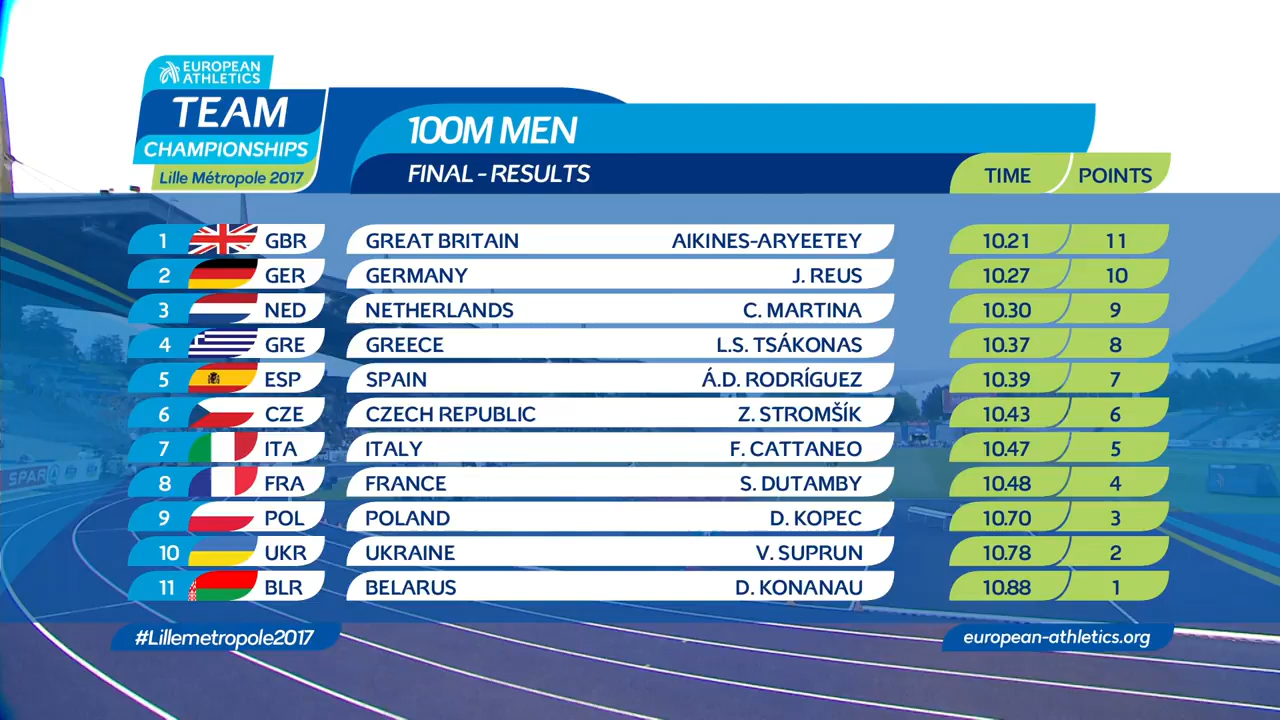 EUROPEAN
ATHLETICS
TEAM
CHAMPIONSHIPS
Lille Métropole 2017
100M MEN
FINAL - RESULTS
TIME POINTS
1 GBR GREAT BRITAIN AIKINES-ARYEETEY 10.21 11
2 GER GERMANY J. REUS 10.27 10
3 NED NETHERLANDS C. MARTINA 10.30 9
4 GRE GREECE L.S. TSÁKONAS 10.37 8
5 ESP SPAIN Á.D. RODRÍGUEZ 10.39 7
6 CZE CZECH REPUBLIC Z. STROMŠÍK 10.43 6
7 ITA ITALY F. CATTANEO 10.47 5
8 FRA FRANCE S. DUTAMBY 10.48 4
9 POL POLAND D. KOPEC 10.70 3
10 UKR UKRAINE V. SUPRUN 10.78 2
11 BLR BELARUS D. KONANAU 10.88 1
SPAR
#Lillemetropole2017
european-athletics.org